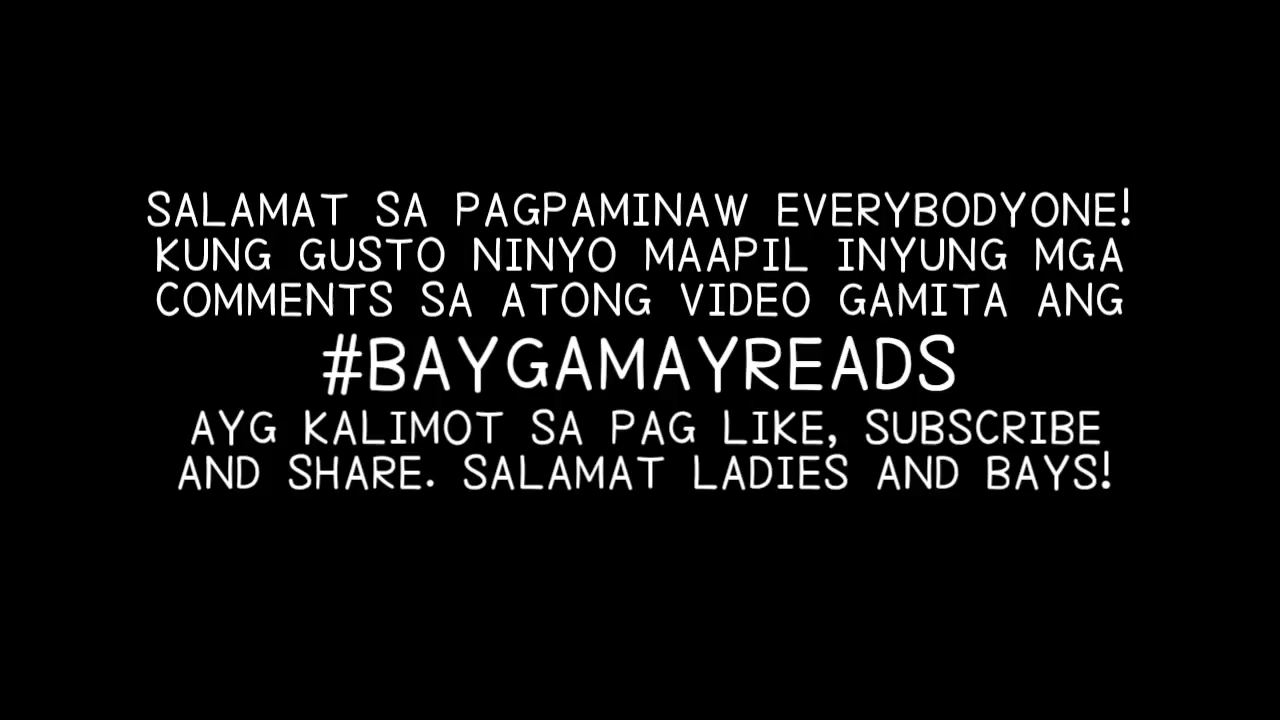 SALAMAT SA PAGPAMINAW EVERYBODYONE!
KUNG GUSTO NINYO MAAPIL INYUNG MGA
COMMENTS SA ATONG VIDEO GAMITA ANG
#BAYGAMAYREADS
AYG KALIMOT SA PAG LIKE, SUBSCRIBE
AND SHARE. SALAMAT LADIES AND BAYS!